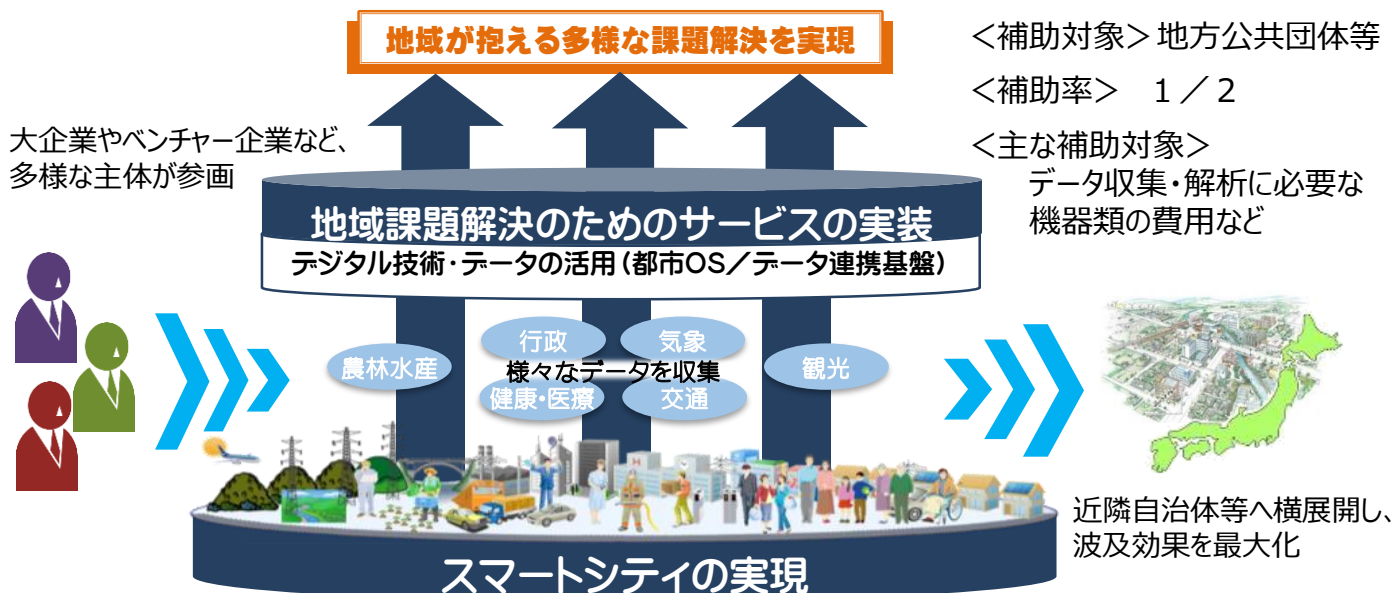 地域が抱える多様な課題解決を実現
<補助対象> 地方公共団体等
<補助率> 1/2
<主な補助対象>
データ収集・解析に必要な
機器類の費用など
大企業やベンチャー企業など、
多様な主体が参画
地域課題解決のためのサービスの実装
デジタル技術・データの活用(都市OS/データ連携基盤)
行政
気象
農林水産
様々なデータを収集
観光
健康・医療
交通
近隣自治体等へ横展開し、
波及効果を最大化
スマートシティの実現